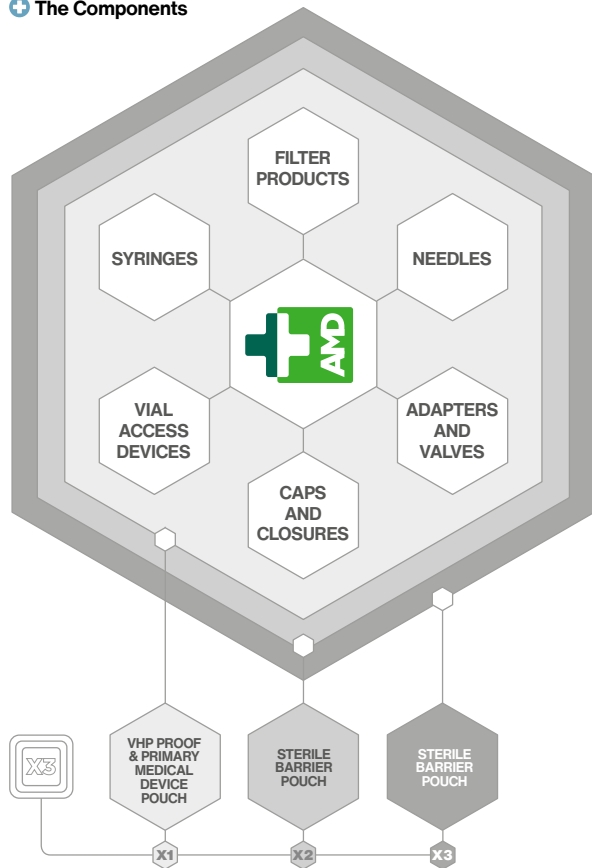 The Components
FILTER
PRODUCTS
SYRINGES
NEEDLES
AMD
VIAL
ACCESS
DEVICES
ADAPTERS
AND
VALVES
CAPS
AND
CLOSURES
VHP PROOF
& PRIMARY
MEDICAL
DEVICE
POUCH
STERILE
BARRIER
POUCH
STERILE
BARRIER
POUCH
X3
X1
X2
X3